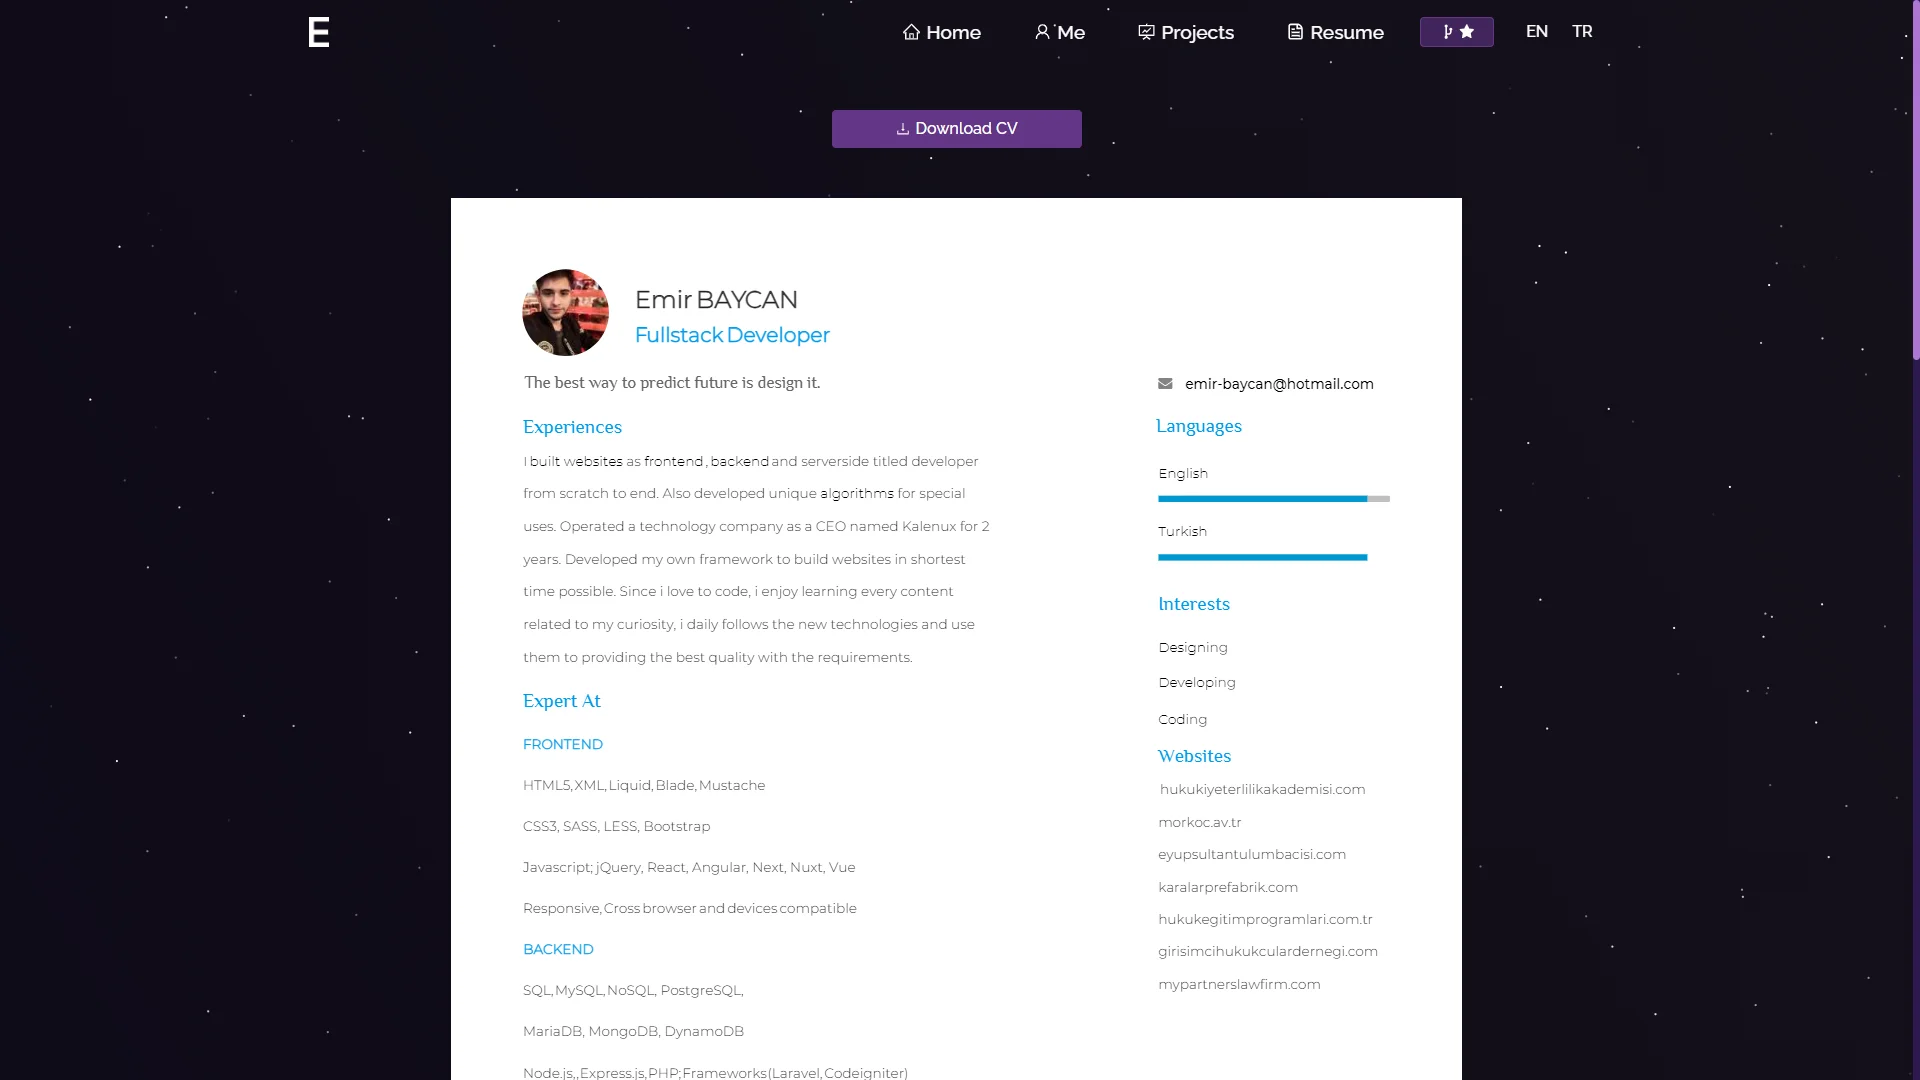 E
Home
Me
Projects
Resume
EN
TR
Download CV
Emir BAYCAN
Fullstack Developer
The best way to predict future is design it.
Experiences
I built websites as frontend , backend and serverside titled developer
from scratch to end. Also developed unique algorithms for special
uses. Operated a technology company as a CEO named Kalenux for 2
years. Developed my own framework to build websites in shortest
time possible. Since i love to code, i enjoy learning every content
related to my curiosity, i daily follows the new technologies and use
them to providing the best quality with the requirements.
Expert At
FRONTEND
HTML5, XML, Liquid, Blade, Mustache
CSS3, SASS, LESS, Bootstrap
Javascript; jQuery, React, Angular, Next, Nuxt, Vue
Responsive, Cross browser and devices compatible
BACKEND
SQL, MySQL, NoSQL, PostgreSQL,
MariaDB, MongoDB, DynamoDB
Node.js, , Express.js, PHP; Frameworks (Laravel, Codeigniter)
emir-baycan@hotmail.com
Languages
English
Turkish
Interests
Designing
Developing
Coding
Websites
hukukiyeterlilikakademisi.com
morkoc.av.tr
eyupsultantulumbacisi.com
karalarprefabrik.com
hukukegitimprogramlari.com.tr
girisimcihukukculardernegi.com
mypartnerslawfirm.com